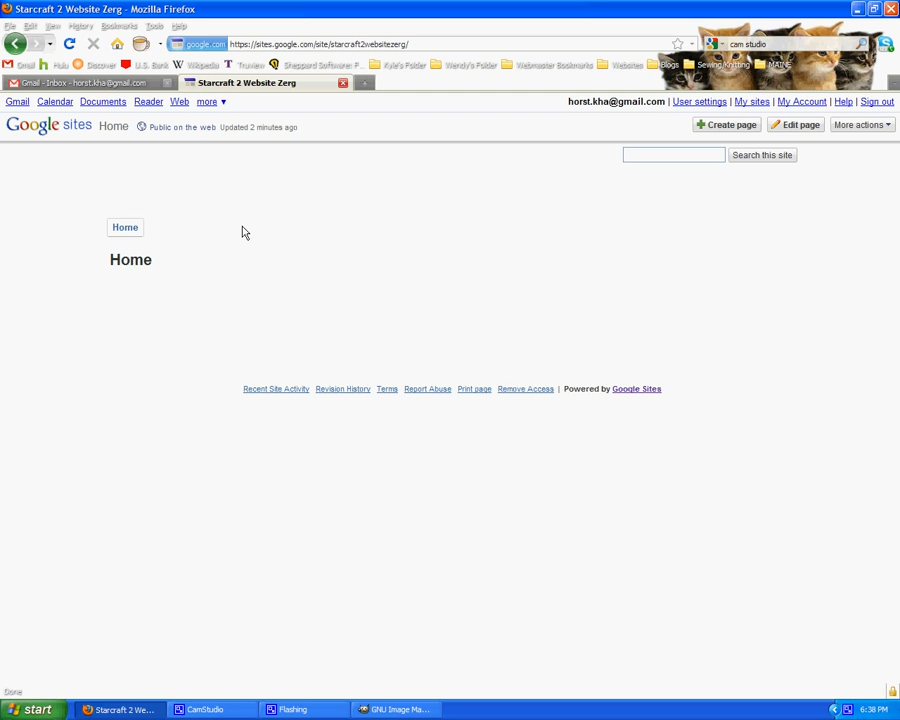 Starcraft 2 Website Zerg - Mozilla Firefox
File Edit View History Bookmarks Tools Help
google.com https://sites.google.com/site/starcraft2websitezerg/ cam studio
Gmail Hulu Discover U.S. Bank Wikipedia Truview Sheppard Software: F... Kyle's Folder Wendy's Folder Webmaster Bookmarks Websites Blogs Sewing/Knitting MAINE
Gmail - Inbox - horst.kha@gmail.com Starcraft 2 Website Zerg
Gmail Calendar Documents Reader Web more ▼ horst.kha@gmail.com | User settings | My sites | My Account | Help | Sign out
Google sites Home Public on the web Updated 2 minutes ago Create page Edit page More actions
Search this site
Home
Home
Recent Site Activity Revision History Terms Report Abuse Print page Remove Access | Powered by Google Sites
Done
start Starcraft 2 We... CamStudio Flashing GNU Image Ma... 6:38 PM